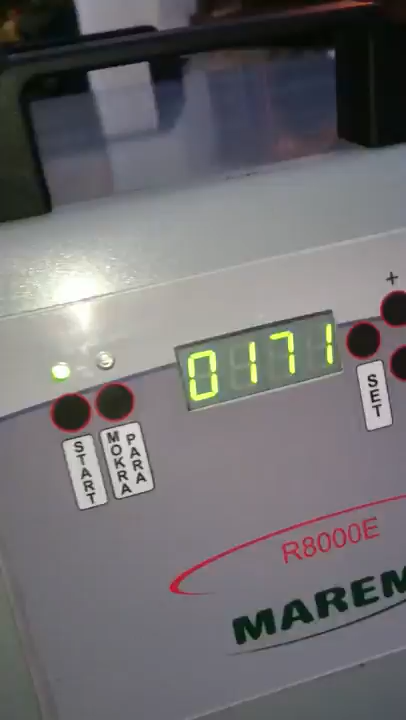 +
0171
START
MOKRA
PARA
SET
R8000E
MAREM